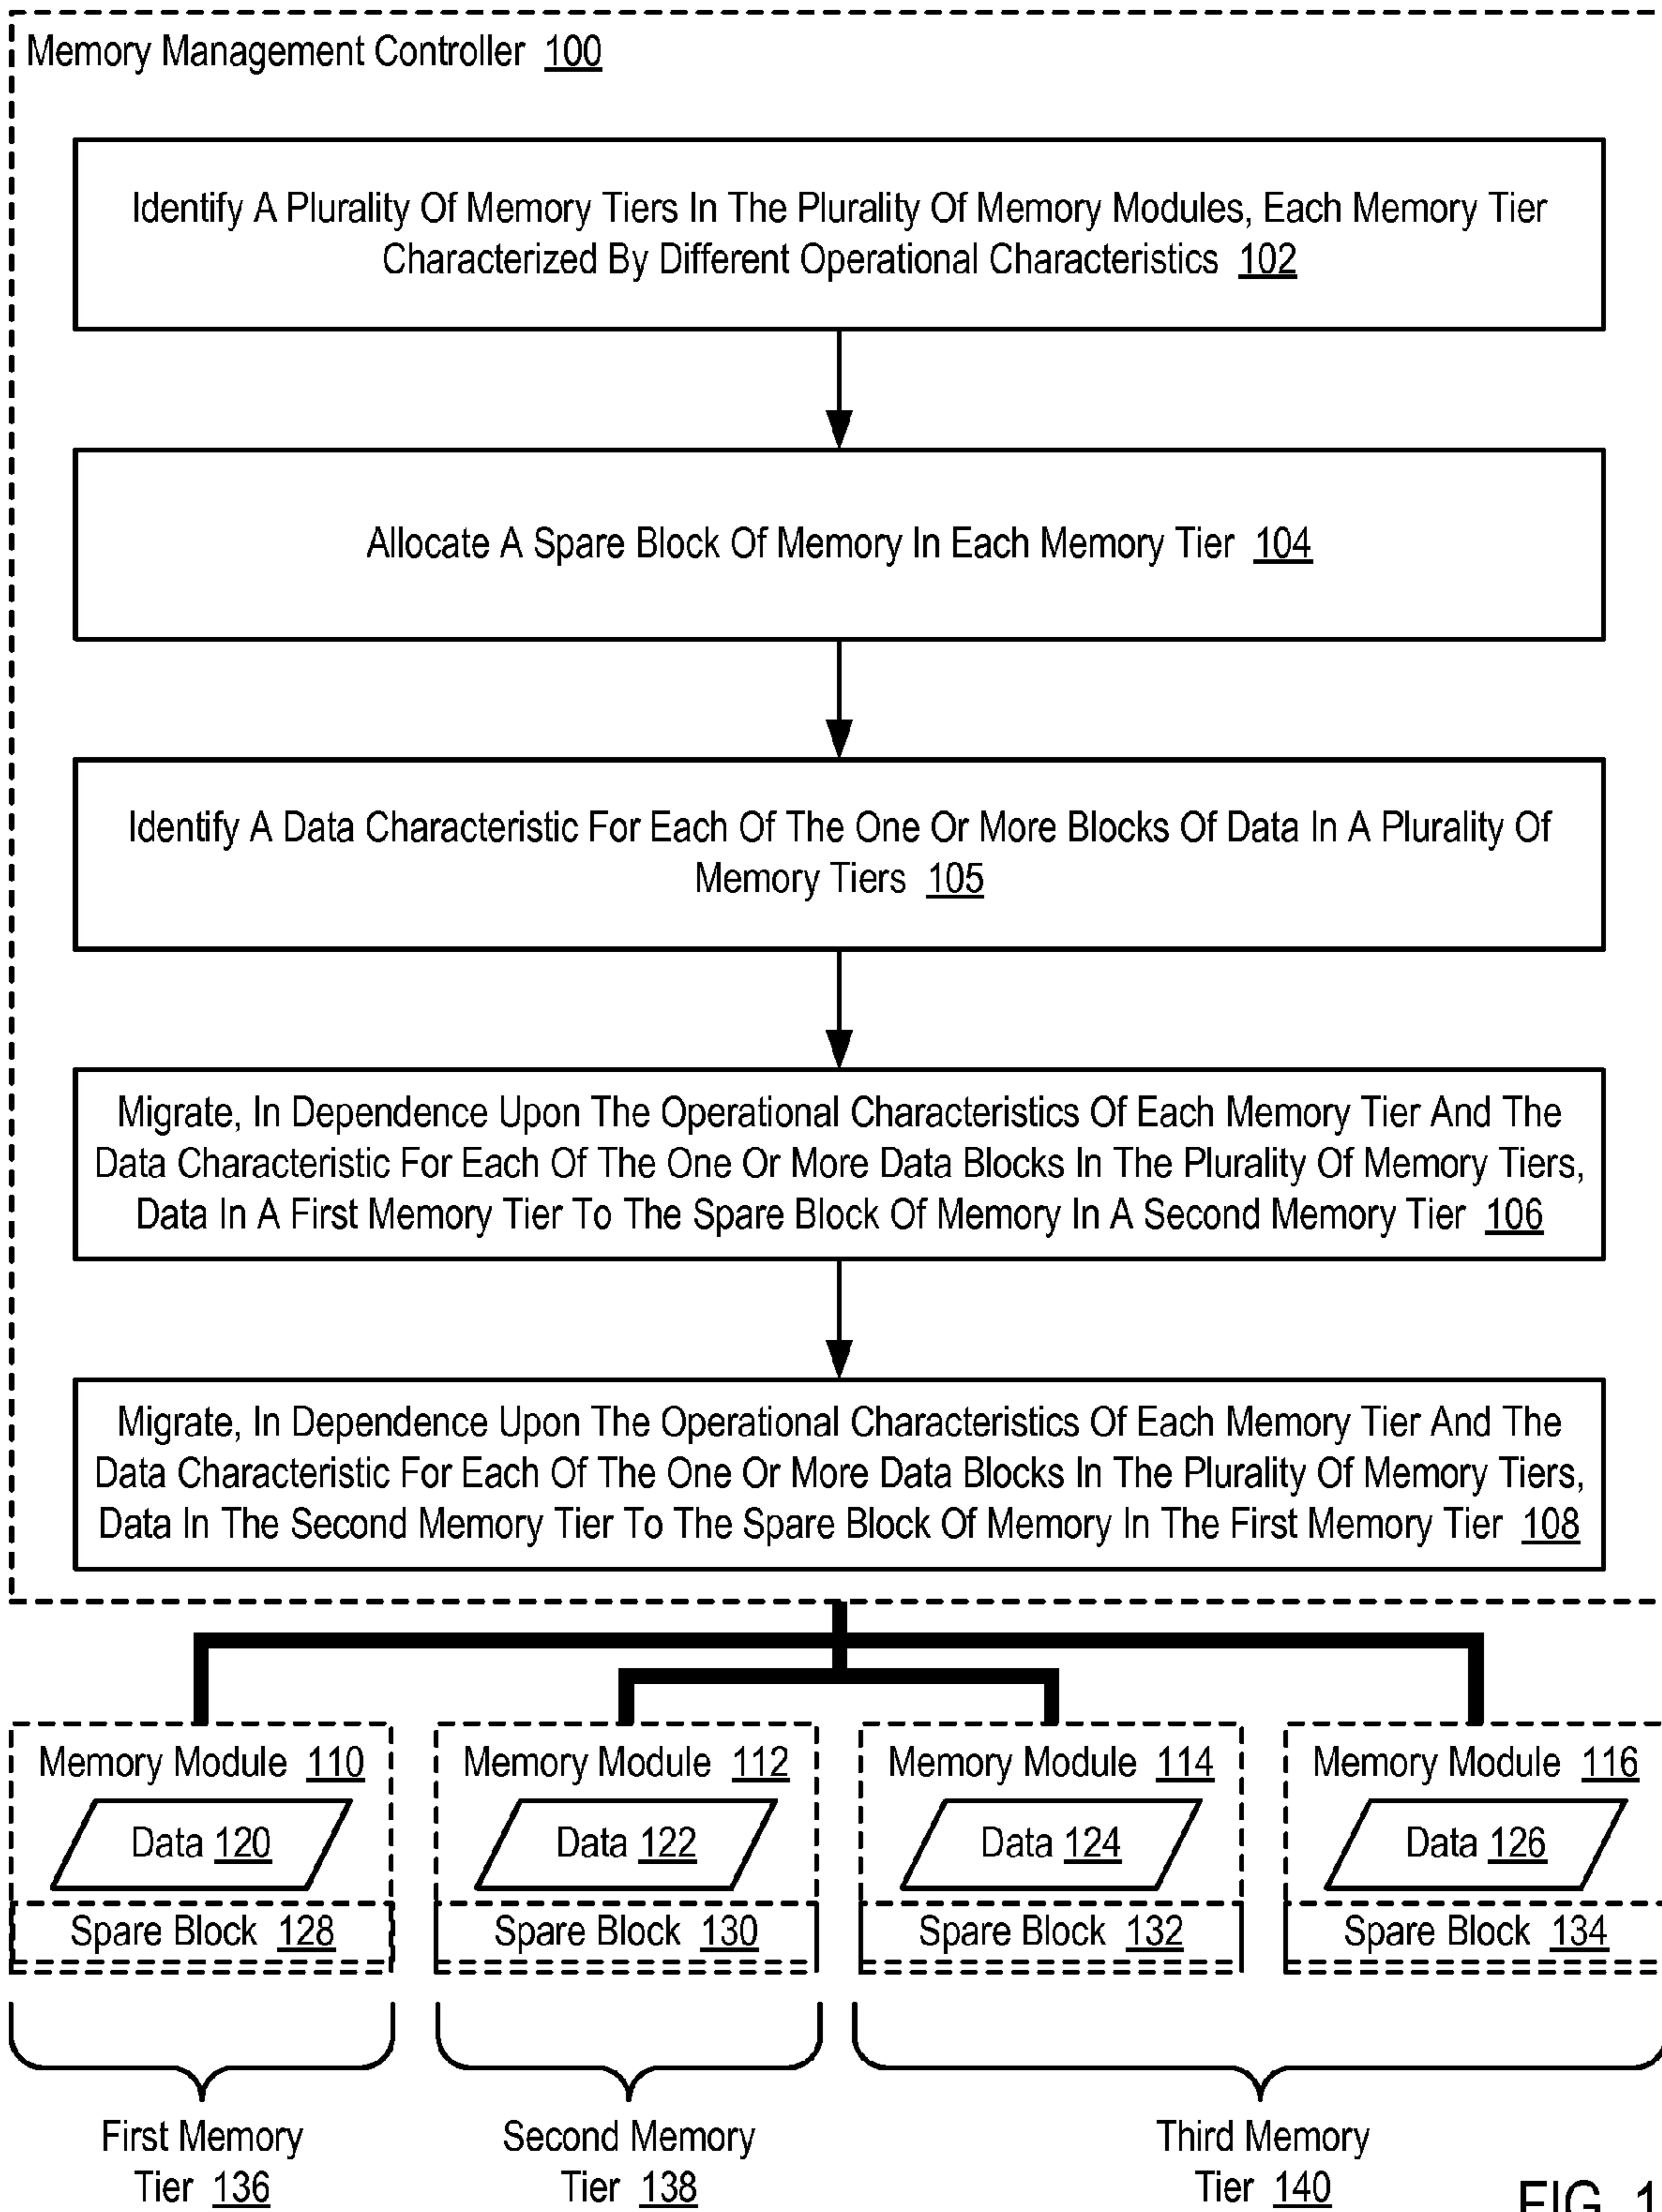 Memory Management Controller 100
Identify A Plurality Of Memory Tiers In The Plurality Of Memory Modules, Each Memory Tier
Characterized By Different Operational Characteristics 102
Allocate A Spare Block Of Memory In Each Memory Tier 104
Identify A Data Characteristic For Each Of The One Or More Blocks Of Data In A Plurality Of
Memory Tiers 105
Migrate, In Dependence Upon The Operational Characteristics Of Each Memory Tier And The
Data Characteristic For Each Of The One Or More Data Blocks In The Plurality Of Memory Tiers,
Data In A First Memory Tier To The Spare Block Of Memory In A Second Memory Tier 106
Migrate, In Dependence Upon The Operational Characteristics Of Each Memory Tier And The
Data Characteristic For Each Of The One Or More Data Blocks In The Plurality Of Memory Tiers,
Data In The Second Memory Tier To The Spare Block Of Memory In The First Memory Tier 108
Memory Module 110
Data 120
Spare Block 128
Memory Module 112
Data 122
Spare Block 130
Memory Module 114
Data 124
Spare Block 132
Memory Module 116
Data 126
Spare Block 134
First Memory
Tier 136
Second Memory
Tier 138
Third Memory
Tier 140
FIG. 1